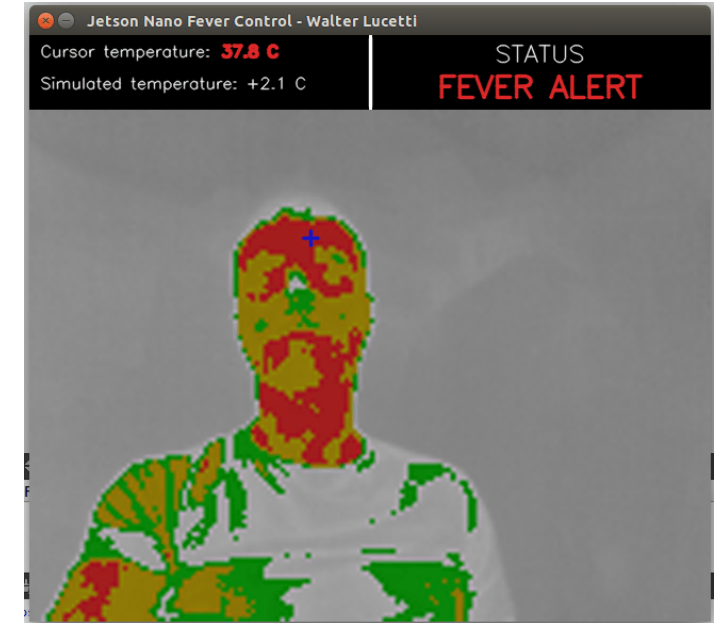 Jetson Nano Fever Control - Walter Lucetti
Cursor temperature: 37.8 C
Simulated temperature: +2.1 C
STATUS
FEVER ALERT